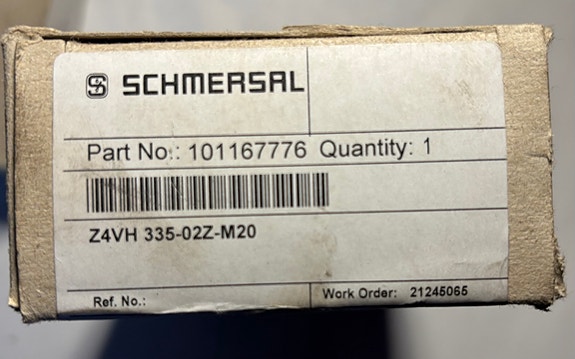 SCHMERSAL
Part No.: 101167776 Quantity: 1
Z4VH 335-02Z-M20
Ref. No.:
Work Order: 21245065